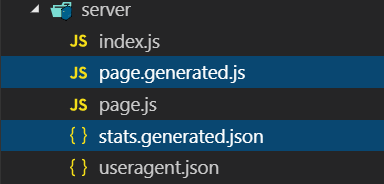 server
JS index.js
JS page.generated.js
JS page.js
{ } stats.generated.json
{ } useragent.json